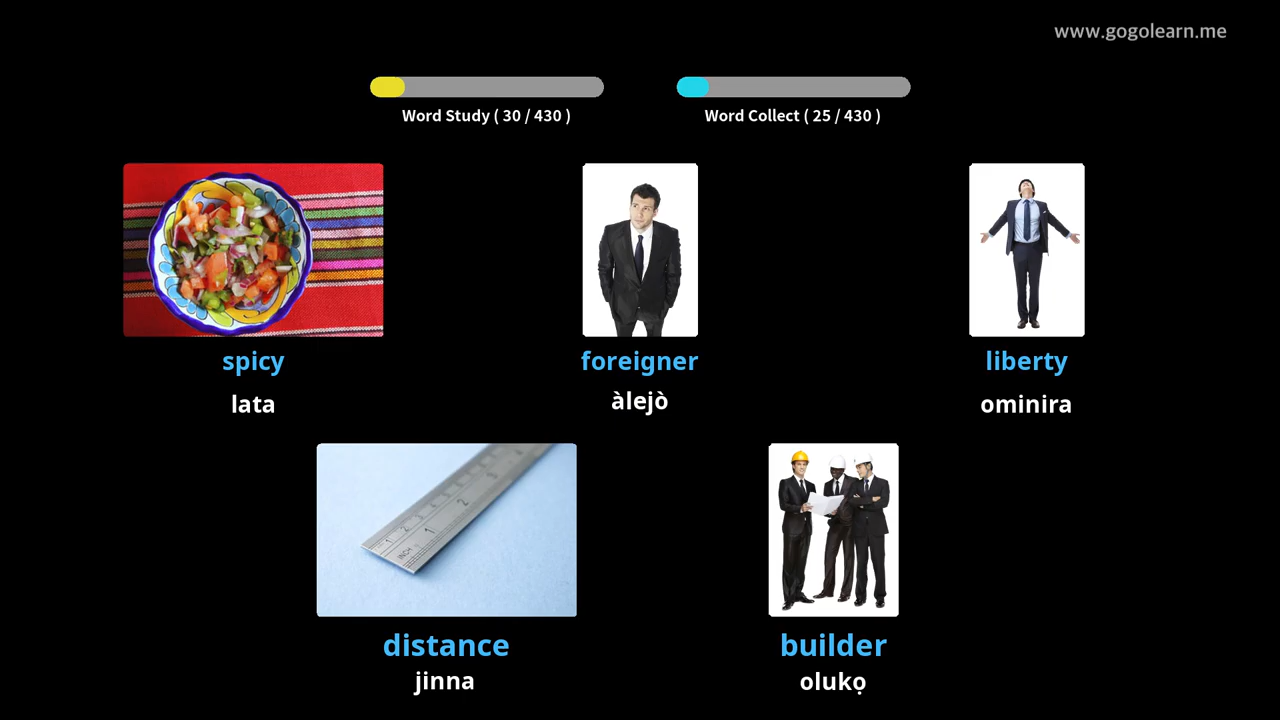 www.gogolearn.me
Word Study ( 30 / 430 )
Word Collect ( 25 / 430 )
spicy
lata
foreigner
àlejò
liberty
ominira
distance
jinna
builder
olukọ